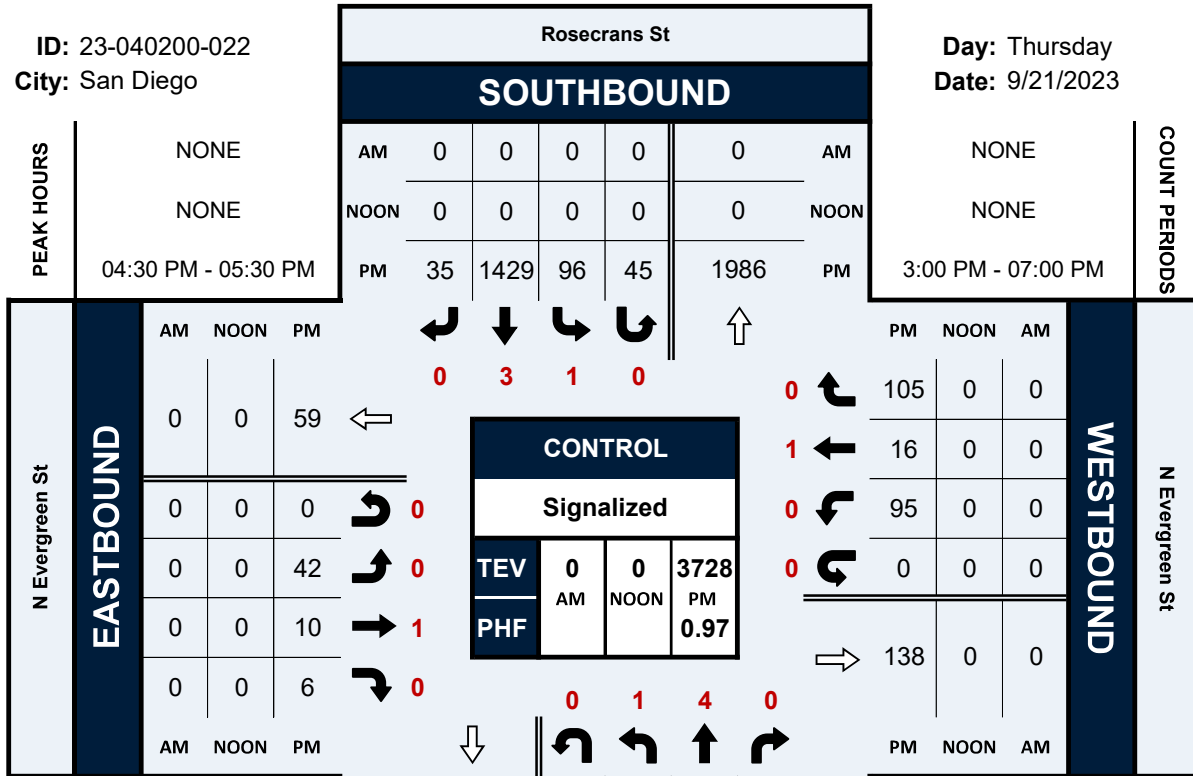 ID: 23-040200-022
City: San Diego
Rosecrans St
SOUTHBOUND
Day: Thursday
Date: 9/21/2023
PEAK HOURS
NONE
NONE
04:30 PM - 05:30 PM
AM 0 0 0 0 0 AM
NOON 0 0 0 0 0 NOON
PM 35 1429 96 45 1986 PM
NONE
NONE
3:00 PM - 07:00 PM
COUNT PERIODS
0 3 1 0
N Evergreen St
EASTBOUND
AM NOON PM
0 0 59
0 0 0 0
0 0 42 0
0 0 10 1
0 0 6 0
AM NOON PM
CONTROL
Signalized
TEV 0 0 3728
AM NOON PM
PHF 0.97
PM NOON AM
0 105 0 0
1 16 0 0
0 95 0 0
0 0 0 0
138 0 0
PM NOON AM
WESTBOUND
N Evergreen St
0 1 4 0